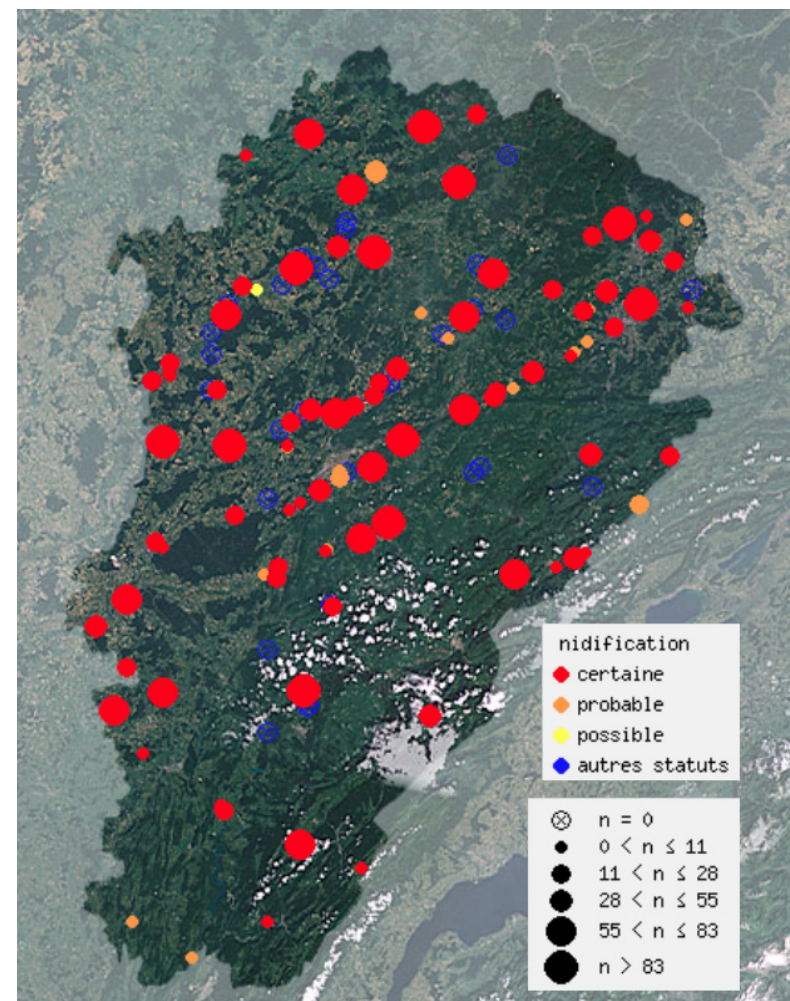 nidification
certaine
probable
possible
autres statuts
n = 0
0 < n ≤ 11
11 < n ≤ 28
28 < n ≤ 55
55 < n ≤ 83
n > 83